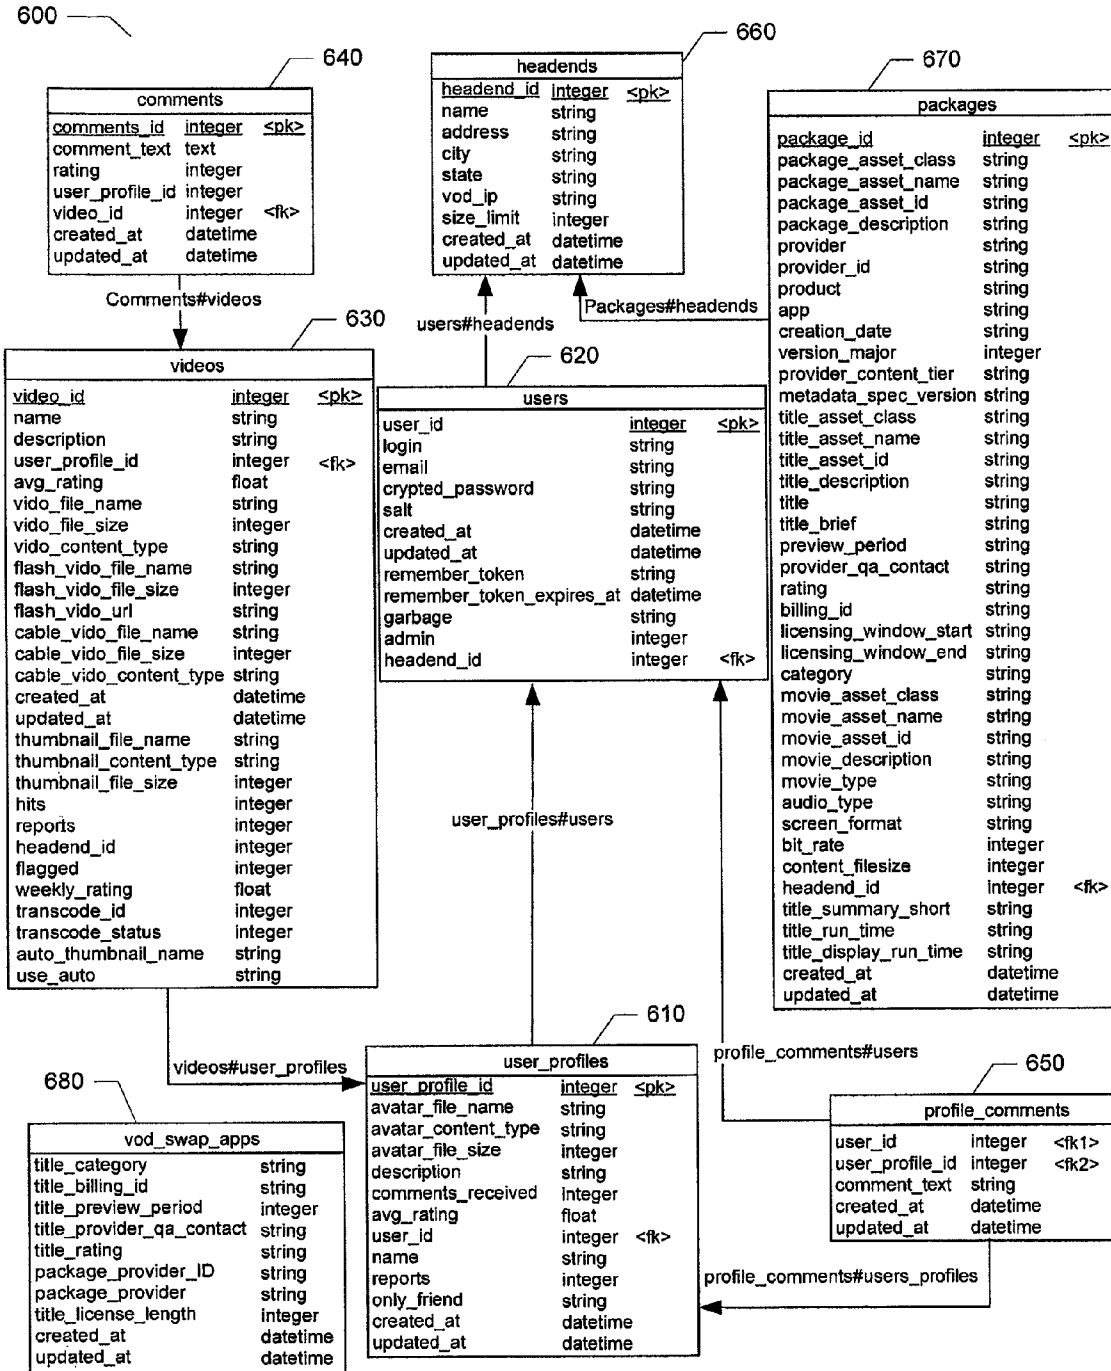 600
640
comments
comments_id integer <pk>
comment_text text
rating integer
user_profile_id integer
video_id integer <fk>
created_at datetime
updated_at datetime
Comments#videos
660
headends
headend_id integer <pk>
name string
address string
city string
state string
vod_ip string
size_limit integer
created_at datetime
updated_at datetime
users#headends
Packages#headends
670
packages
package_id integer <pk>
package_asset_class string
package_asset_name string
package_asset_id string
package_description string
provider string
provider_id string
product string
app string
creation_date string
version_major integer
provider_content_tier string
metadata_spec_version string
title_asset_class string
title_asset_name string
title_asset_id string
title_description string
title string
title_brief string
preview_period string
provider_qa_contact string
rating string
billing_id string
licensing_window_start string
licensing_window_end string
category string
movie_asset_class string
movie_asset_name string
movie_asset_id string
movie_description string
movie_type string
audio_type string
screen_format string
bit_rate integer
content_filesize integer
headend_id integer <fk>
title_summary_short string
title_run_time string
title_display_run_time string
created_at datetime
updated_at datetime
630
videos
video_id integer <pk>
name string
description string
user_profile_id integer <fk>
avg_rating float
vido_file_name string
vido_file_size integer
vido_content_type string
flash_vido_file_name string
flash_vido_file_size integer
flash_vido_url string
cable_vido_file_name string
cable_vido_file_size integer
cable_vido_content_type string
created_at datetime
updated_at datetime
thumbnail_file_name string
thumbnail_content_type string
thumbnail_file_size integer
hits integer
reports integer
headend_id integer
flagged integer
weekly_rating float
transcode_id integer
transcode_status integer
auto_thumbnail_name string
use_auto string
620
users
user_id integer <pk>
login string
email string
crypted_password string
salt string
created_at datetime
updated_at datetime
remember_token string
remember_token_expires_at datetime
garbage string
admin integer
headend_id integer <fk>
user_profiles#users
videos#user_profiles
610
user_profiles
user_profile_id integer <pk>
avatar_file_name string
avatar_content_type string
avatar_file_size integer
description string
comments_received integer
avg_rating float
user_id integer <fk>
name string
reports integer
only_friend string
created_at datetime
updated_at datetime
profile_comments#users
650
profile_comments
user_id integer <fk1>
user_profile_id integer <fk2>
comment_text string
created_at datetime
updated_at datetime
profile_comments#users_profiles
680
vod_swap_apps
title_category string
title_billing_id string
title_preview_period integer
title_provider_qa_contact string
title_rating string
package_provider_ID string
package_provider string
title_license_length integer
created_at datetime
updated_at datetime